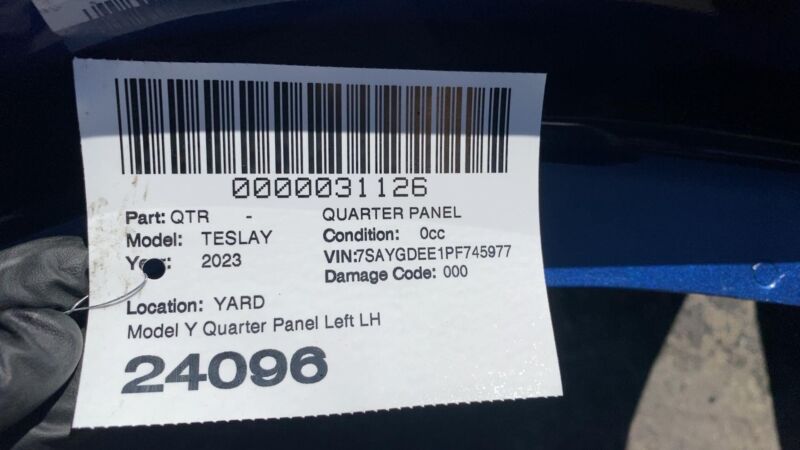 0000031126
Part: QTR - QUARTER PANEL
Model: TESLAY Condition: 0cc
Year: 2023 VIN:7SAYGDEE1PF745977
Damage Code: 000
Location: YARD
Model Y Quarter Panel Left LH
24096